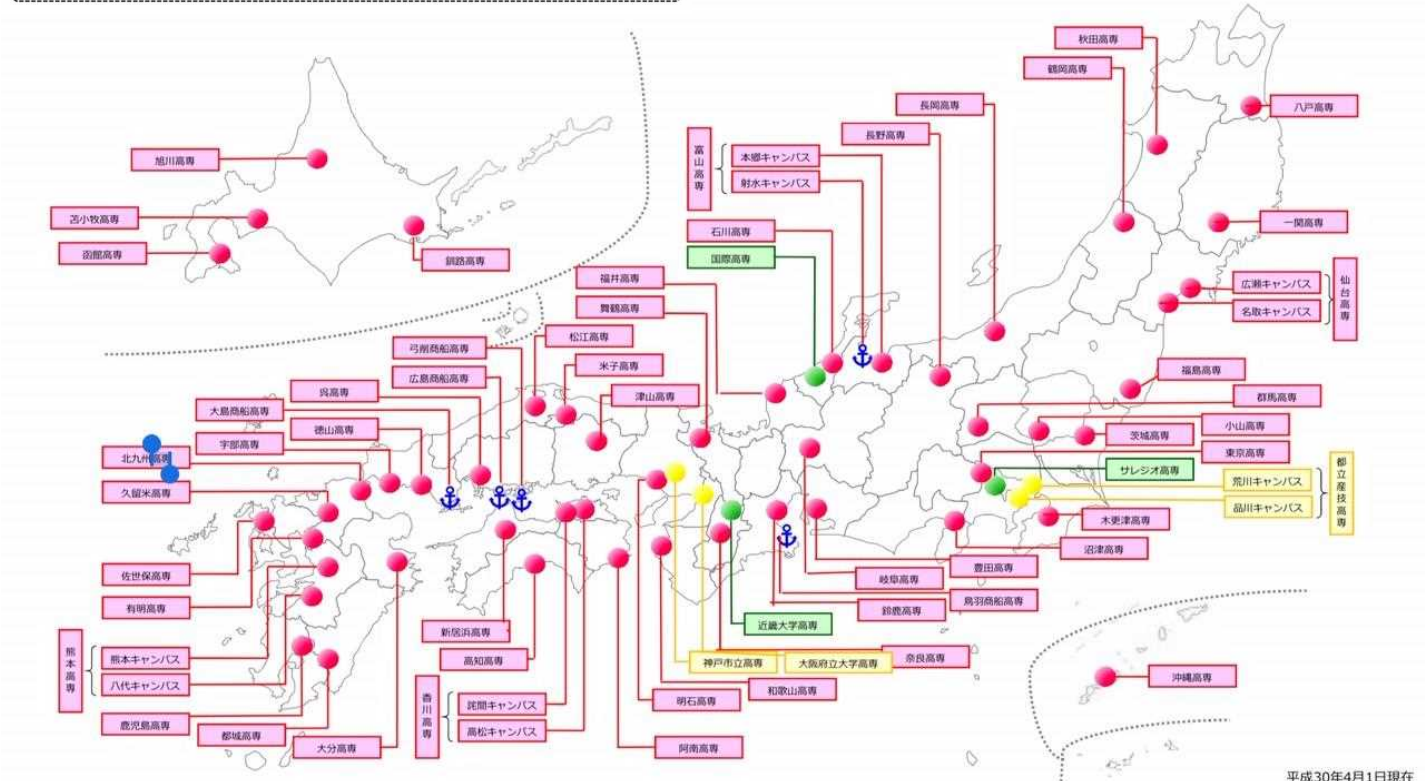 秋田高専
鶴岡高専
長岡高専
八戸高専
長野高専
富山高専
本郷キャンパス
射水キャンパス
旭川高専
苫小牧高専
函館高専
釧路高専
石川高専
国際高専
一関高専
福井高専
舞鶴高専
広瀬キャンパス
名取キャンパス
仙台高専
松江高専
弓削商船高専
米子高専
広島商船高専
福島高専
呉高専
津山高専
群馬高専
大島商船高専
徳山高専
小山高専
宇部高専
茨城高専
北九州高専
東京高専
サレジオ高専
久留米高専
荒川キャンパス
品川キャンパス
都立産技高専
木更津高専
沼津高専
佐世保高専
豊田高専
岐阜高専
有明高専
鳥羽商船高専
鈴鹿高専
近畿大学高専
新居浜高専
熊本高専
熊本キャンパス
八代キャンパス
高知高専
神戸市立高専
大阪府立大学高専
奈良高専
沖縄高専
和歌山高専
香川高専
詫間キャンパス
高松キャンパス
明石高専
鹿児島高専
都城高専
大分高専
阿南高専
平成30年4月1日現在